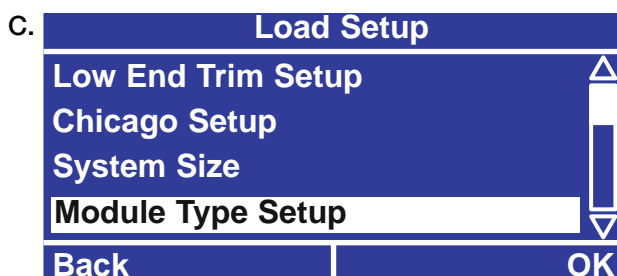 C.
Load Setup
Low End Trim Setup
Chicago Setup
System Size
Module Type Setup
Back OK